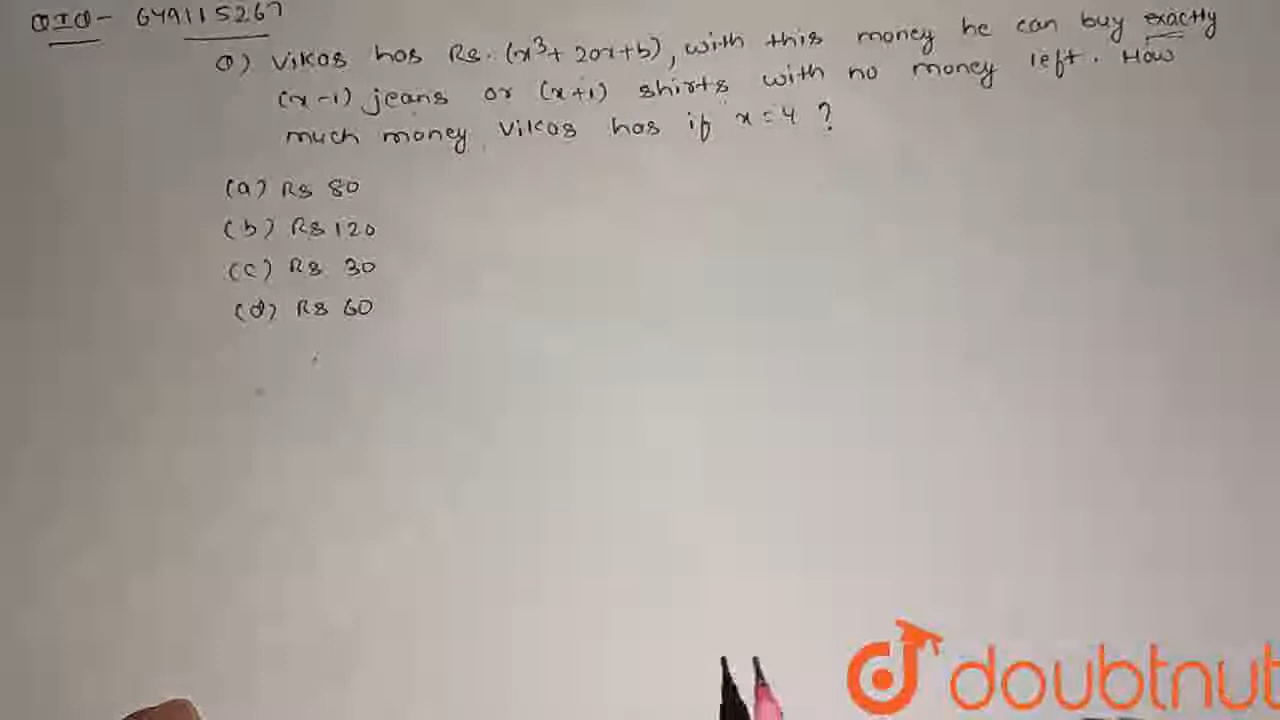 QID- 649115267
Q) Vikas has Rs. (x³+ 20x+b), with this money he can buy exactly
(x-1) jeans or (x+1) shirts with no money left. How
much money Vikas has if x=4 ?
(a) Rs 80
(b) Rs 120
(c) Rs 30
(d) Rs 60
doubtnut